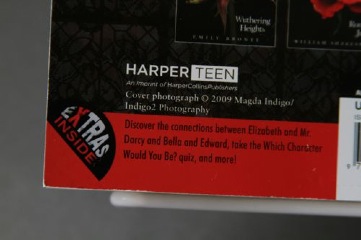 Wuthering
Heights
EMILY BRONTE
HARPER TEEN
An Imprint of HarperCollinsPublishers
Cover photograph © 2009 Magda Indigo/
Indigo2 Photography
EXTRAS
INSIDE
Discover the connections between Elizabeth and Mr.
Darcy and Bella and Edward, take the Which Character
Would You Be? quiz, and more!